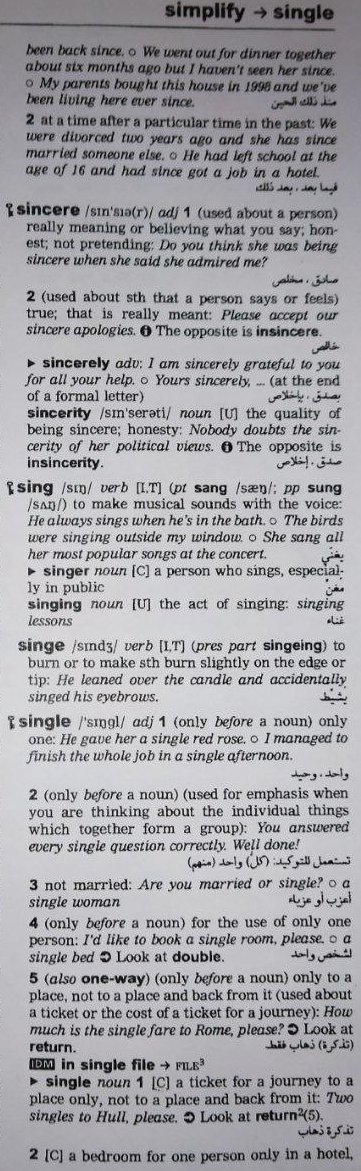 simplify → single
been back since. ○ We went out for dinner together
about six months ago but I haven't seen her since.
○ My parents bought this house in 1998 and we've
been living here ever since. منذ ذلك الحين
2 at a time after a particular time in the past: We
were divorced two years ago and she has since
married someone else. ○ He had left school at the
age of 16 and had since got a job in a hotel.
فيما بعد، بعد ذلك
sincere /sɪnˈsɪə(r)/ adj 1 (used about a person)
really meaning or believing what you say; hon-
est; not pretending: Do you think she was being
sincere when she said she admired me?
صادق، مخلص
2 (used about sth that a person says or feels)
true; that is really meant: Please accept our
sincere apologies. ❶ The opposite is insincere.
خالص
▶ sincerely adv: I am sincerely grateful to you
for all your help. ○ Yours sincerely, ... (at the end
of a formal letter) بصدق، بإخلاص
sincerity /sɪnˈserəti/ noun [U] the quality of
being sincere; honesty: Nobody doubts the sin-
cerity of her political views. ❶ The opposite is
insincerity. صدق، إخلاص
sing /sɪŋ/ verb [I,T] (pt sang /sæŋ/; pp sung
/sʌŋ/) to make musical sounds with the voice:
He always sings when he's in the bath. ○ The birds
were singing outside my window. ○ She sang all
her most popular songs at the concert. يغني
▶ singer noun [C] a person who sings, especial-
ly in public مغن
singing noun [U] the act of singing: singing
lessons غناء
singe /sɪndʒ/ verb [I,T] (pres part singeing) to
burn or to make sth burn slightly on the edge or
tip: He leaned over the candle and accidentally
singed his eyebrows. يشيط
single /ˈsɪŋgl/ adj 1 (only before a noun) only
one: He gave her a single red rose. ○ I managed to
finish the whole job in a single afternoon.
واحد، وحيد
2 (only before a noun) (used for emphasis when
you are thinking about the individual things
which together form a group): You answered
every single question correctly. Well done!
تستعمل للتوكيد: (كل) واحد (منهم)
3 not married: Are you married or single? ○ a
single woman أعزب أو عزباء
4 (only before a noun) for the use of only one
person: I'd like to book a single room, please. ○ a
single bed ➲ Look at double. لشخص واحد
5 (also one-way) (only before a noun) only to a
place, not to a place and back from it (used about
a ticket or the cost of a ticket for a journey): How
much is the single fare to Rome, please? ➲ Look at
return. (تذكرة) ذهاب فقط
IDM in single file → FILE³
▶ single noun 1 [C] a ticket for a journey to a
place only, not to a place and back from it: Two
singles to Hull, please. ➲ Look at return²(5).
تذكرة ذهاب
2 [C] a bedroom for one person only in a hotel,